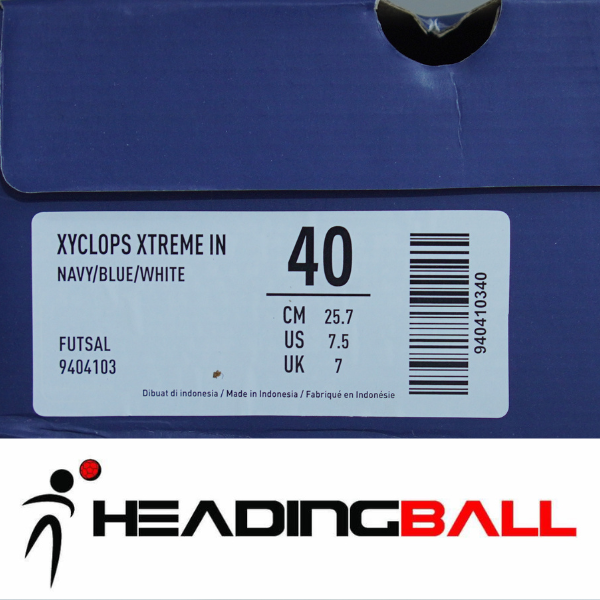 XYCLOPS XTREME IN
NAVY/BLUE/WHITE
FUTSAL
9404103
40
CM 25.7
US 7.5
UK 7
940410340
Dibuat di indonesia / Made in Indonesia / Fabriqué en Indonésie
HEADINGBALL